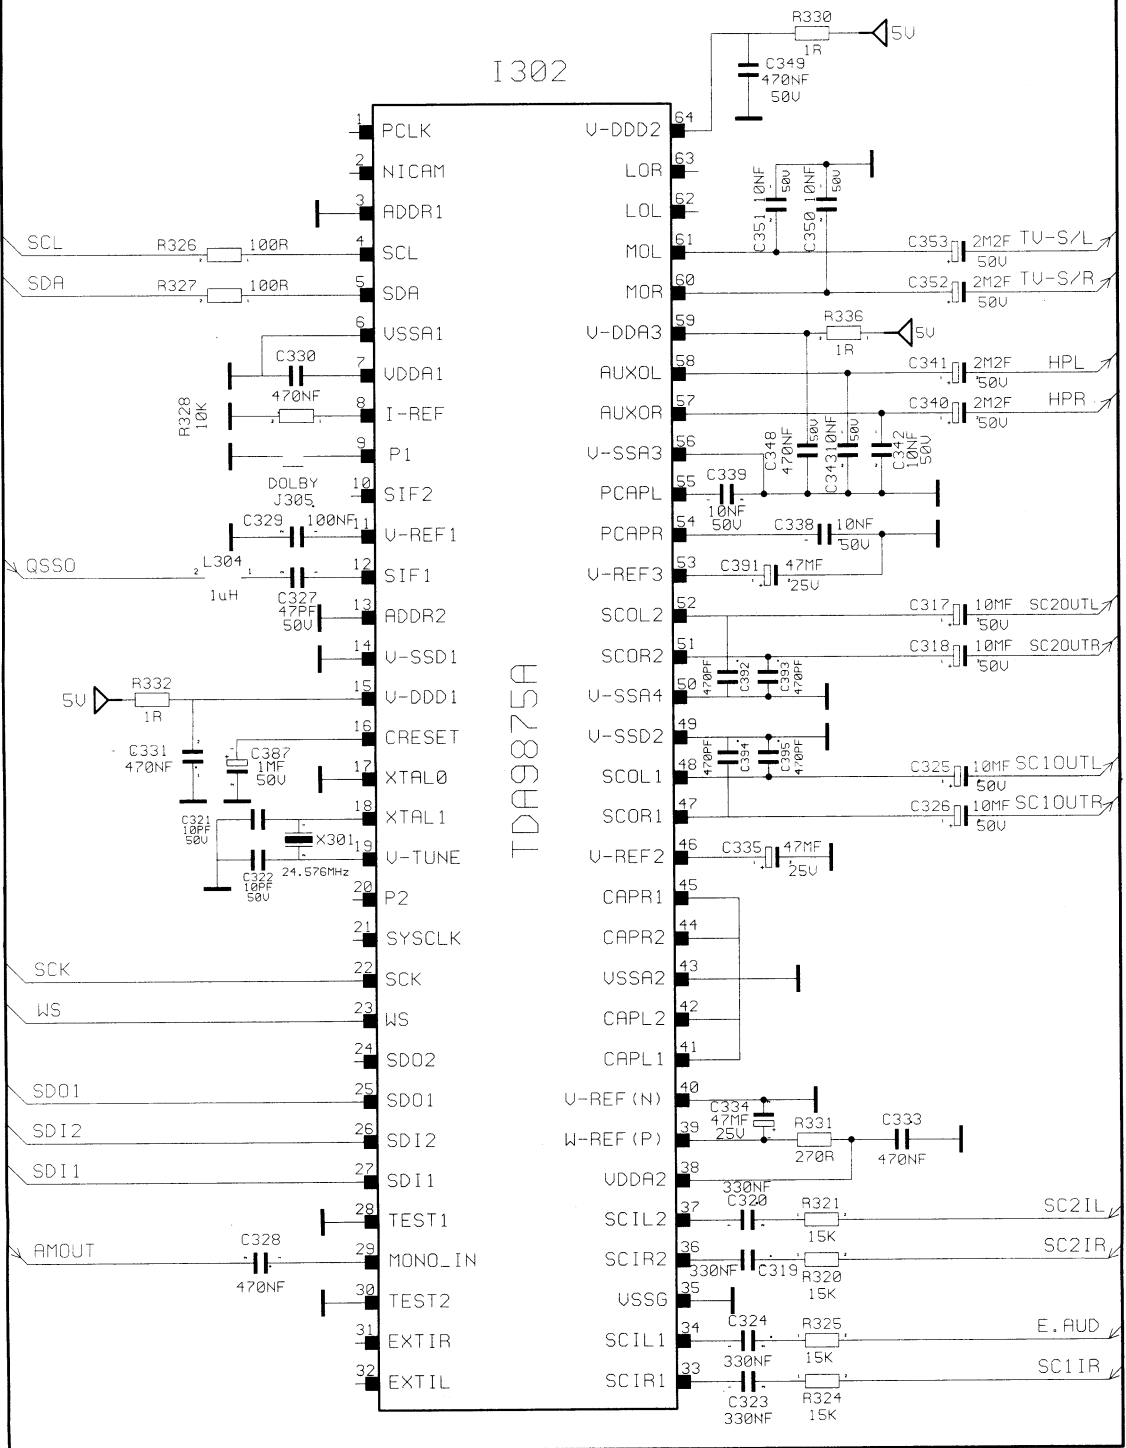 I302
TDA9875A
1 PCLK
2 NICAM
3 ADDR1
SCL R326 100R 4 SCL
SDA R327 100R 5 SDA
6 VSSA1
C330 470NF 7 VDDA1
R328 10K 8 I-REF
9 P1
DOLBY
J305
10 SIF2
C329 100NF 11 V-REF1
QSSO L304 1uH C327 47PF 50V 12 SIF1
13 ADDR2
14 V-SSD1
5V R332 1R 15 V-DDD1
C331 470NF
16 CRESET
C387 1MF 50V
17 XTALO
18 XTAL1
C321 10PF 50V
X301
24.576MHz
19 V-TUNE
C322 10PF 50V
20 P2
21 SYSCLK
SCK 22 SCK
WS 23 WS
24 SDO2
SDO1 25 SDO1
SDI2 26 SDI2
SDI1 27 SDI1
28 TEST1
AMOUT C328 470NF 29 MONO_IN
30 TEST2
31 EXTIR
32 EXTIL
R330 1R 5V
C349 470NF 50V
V-DDD2 64
LOR 63
LOL 62
C351 10NF 50V
C350 10NF 50V
MOL 61 C353 2M2F 50V TV-S/L
MOR 60 C352 2M2F 50V TV-S/R
V-DDA3 59 R336 1R 5V
AUXOL 58 C341 2M2F 50V HPL
AUXOR 57 C340 2M2F 50V HPR
C348 470NF 50V
C343 10NF 50V
C342 10NF 50V
V-SSA3 56
PCAPL 55 C339 10NF 50V
PCAPR 54 C338 10NF 50V
V-REF3 53 C391 47MF 25V
SCOL2 52 C317 10MF 50V SC2OUTL
SCOR2 51 C318 10MF 50V SC2OUTR
470PF C392
C393 470PF
V-SSA4 50
V-SSD2 49
470PF C394
C395 470PF
SCOL1 48 C325 10MF 50V SC1OUTL
SCOR1 47 C326 10MF 50V SC1OUTR
V-REF2 46 C335 47MF 25V
CAPR1 45
CAPR2 44
VSSA2 43
CAPL2 42
CAPL1 41
V-REF(N) 40
C334 47MF 25V
W-REF(P) 39 R331 270R C333 470NF
VDDA2 38
SCIL2 37 330NF C320 R321 15K SC2IL
SCIR2 36 330NF C319 R320 15K SC2IR
VSSG 35
SCIL1 34 C324 330NF R325 15K E.AUD
SCIR1 33 C323 330NF R324 15K SC1IR